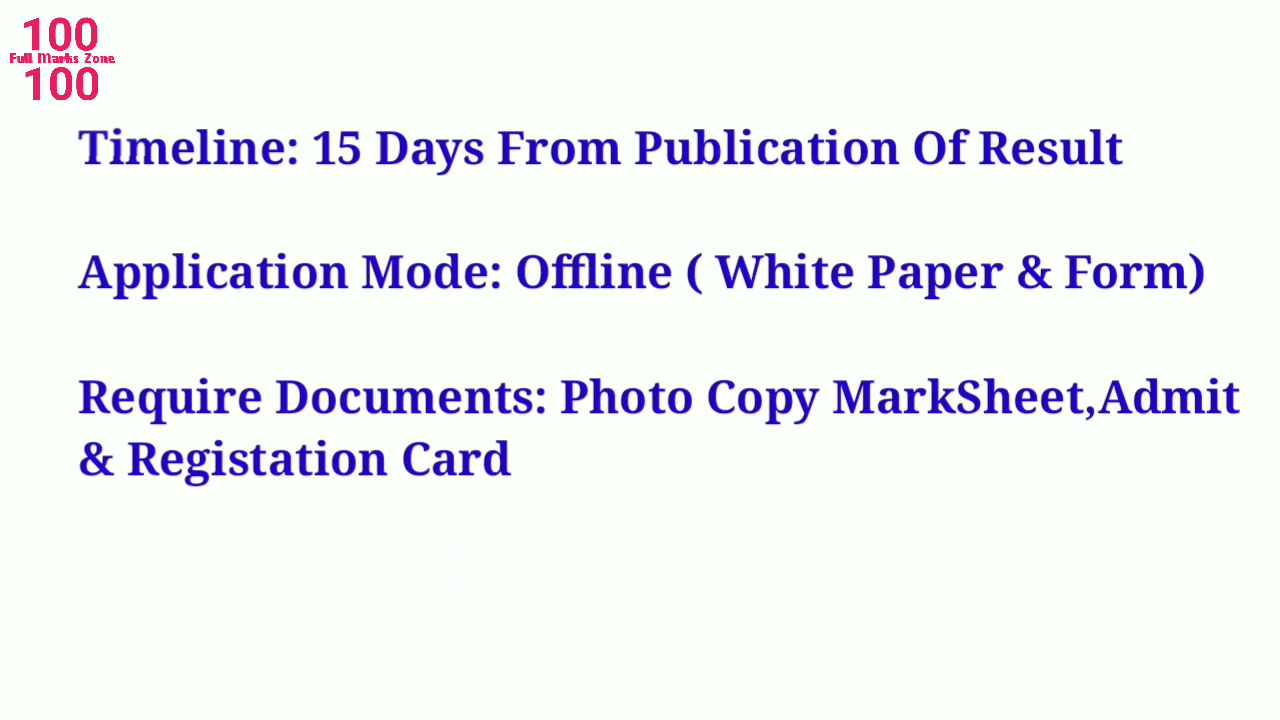 100
Full Marks Zone
100
Timeline: 15 Days From Publication Of Result
Application Mode: Offline ( White Paper & Form)
Require Documents: Photo Copy MarkSheet,Admit
& Registation Card